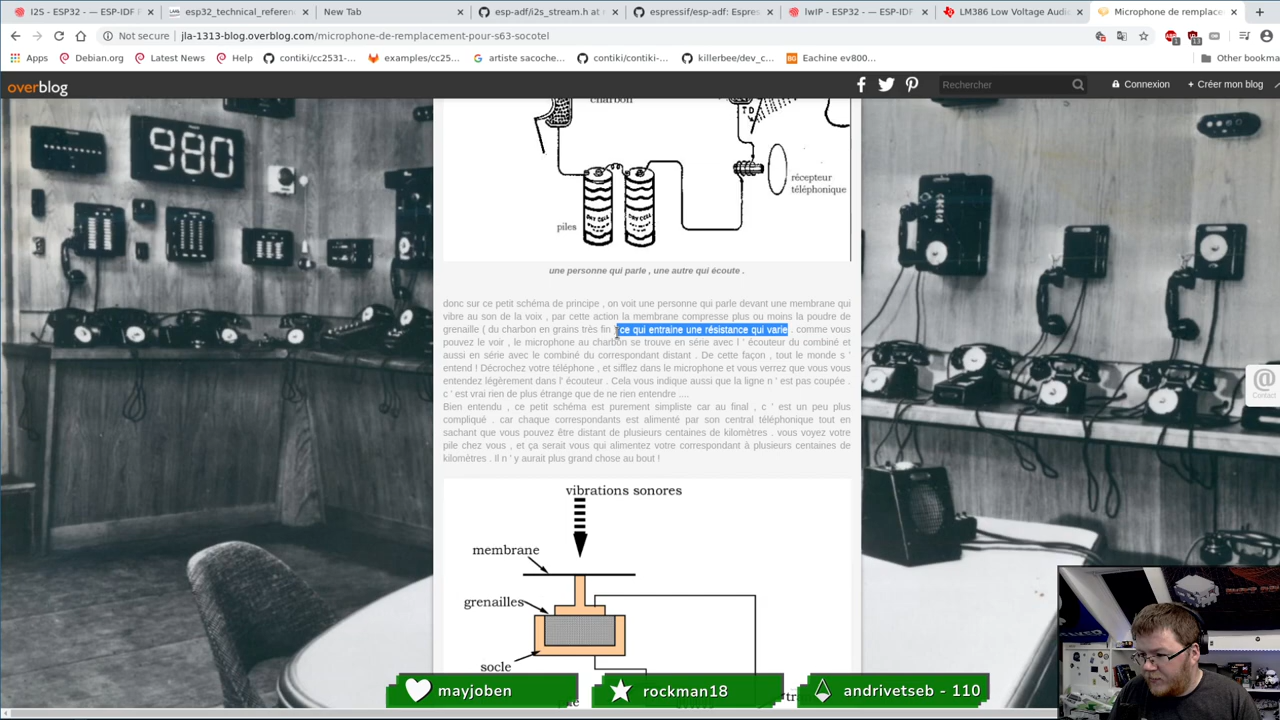 I2S - ESP32 - — ESP-IDF
esp32_technical_referen
New Tab
esp-adf/i2s_stream.h at
espressif/esp-adf: Espres
lwIP - ESP32 - — ESP-IDF
LM386 Low Voltage Audi
Microphone de remplace
Not secure | jla-1313-blog.overblog.com/microphone-de-remplacement-pour-s63-socotel
Apps
Debian.org
Latest News
Help
contiki/cc2531-...
examples/cc25...
artiste sacoche...
contiki/contiki-...
killerbee/dev_c...
Eachine ev800...
Other bookma
overblog
Rechercher
Connexion
+ Créer mon blog
980
charbon
récepteur
téléphonique
piles
DRY CELL
DRY CELL
une personne qui parle , une autre qui écoute .
donc sur ce petit schéma de principe , on voit une personne qui parle devant une membrane qui
vibre au son de la voix , par cette action la membrane compresse plus ou moins la poudre de
grenaille ( du charbon en grains très fin ) ce qui entraine une résistance qui varie . comme vous
pouvez le voir , le microphone au charbon se trouve en série avec l ' écouteur du combiné et
aussi en série avec le combiné du correspondant distant . De cette façon , tout le monde s '
entend ! Décrochez votre téléphone , et sifflez dans le microphone et vous verrez que vous vous
entendez légèrement dans l' écouteur . Cela vous indique aussi que la ligne n ' est pas coupée .
c ' est vrai rien de plus étrange que de ne rien entendre ....
Bien entendu , ce petit schéma est purement simpliste car au final , c ' est un peu plus
compliqué . car chaque correspondants est alimenté par son central téléphonique tout en
sachant que vous pouvez être distant de plusieurs centaines de kilomètres . vous voyez votre
pile chez vous , et ça serait vous qui alimentez votre correspondant à plusieurs centaines de
kilomètres . Il n ' y aurait plus grand chose au bout !
@
Contact
vibrations sonores
membrane
grenailles
socle
mayjoben
rockman18
andrivetseb - 110